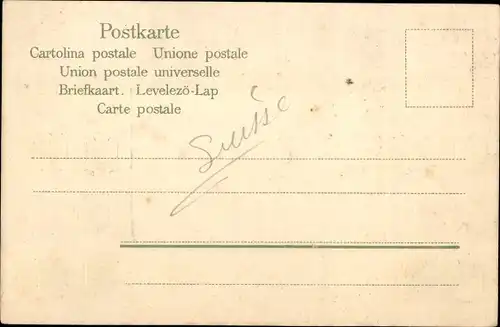 Postkarte
Cartolina postale Unione postale
Union postale universelle
Briefkaart. Levelezö-Lap
Carte postale
Suisse